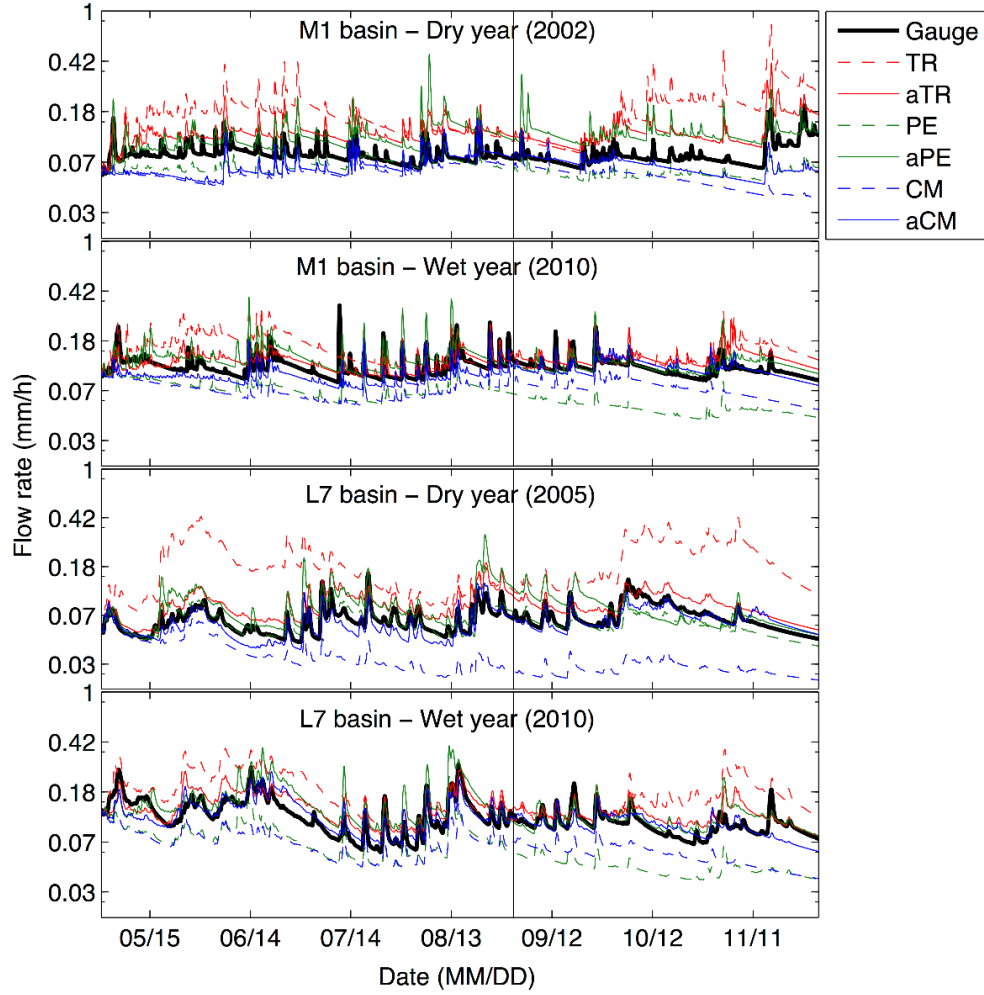 M1 basin − Dry year (2002)
1
0.42
0.18
0.07
0.03
Gauge
TR
aTR
PE
aPE
CM
aCM
M1 basin − Wet year (2010)
1
0.42
0.18
0.07
0.03
L7 basin − Dry year (2005)
1
0.42
0.18
0.07
0.03
L7 basin − Wet year (2010)
1
0.42
0.18
0.07
0.03
Flow rate (mm/h)
05/15 06/14 07/14 08/13 09/12 10/12 11/11
Date (MM/DD)